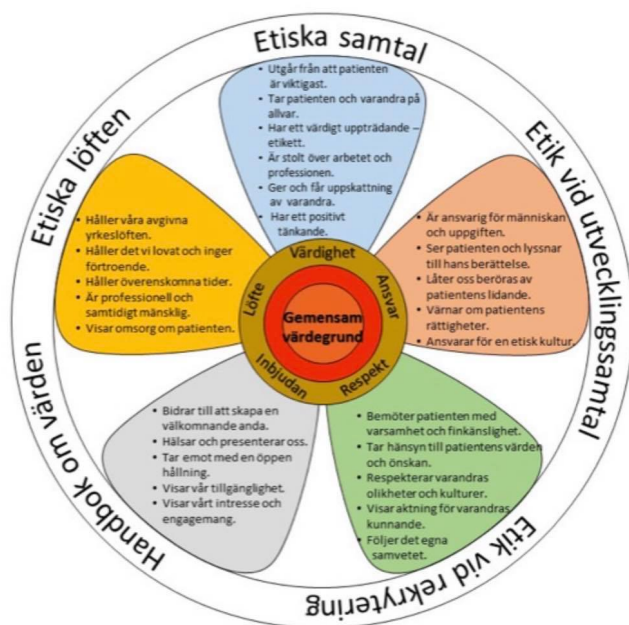 Etiska samtal
Etik vid utvecklingssamtal
Etik vid rekrytering
Handbok om värden
Etiska löften
• Utgår från att patienten
är viktigast.
• Tar patienten och varandra på
allvar.
• Har ett värdigt uppträdande –
etikett.
• Är stolt över arbetet och
professionen.
• Ger och får uppskattning
av varandra.
• Har ett positivt
tänkande.
• Är ansvarig för människan
och uppgiften.
• Ser patienten och lyssnar
till hans berättelse.
• Låter oss beröras av
patientens lidande.
• Värnar om patientens
rättigheter.
• Ansvarar för en etisk kultur.
• Bemöter patienten med
varsamhet och finkänslighet.
• Tar hänsyn till patientens värden
och önskan.
• Respekterar varandras
olikheter och kulturer.
• Visar aktning för varandras
kunnande.
• Följer det egna
samvetet.
• Bidrar till att skapa en
välkomnande anda.
• Hälsar och presenterar oss.
• Tar emot med en öppen
hållning.
• Visar vår tillgänglighet.
• Visar vårt intresse och
engagemang.
• Håller våra avgivna
yrkeslöften.
• Håller det vi lovat och inger
förtroende.
• Håller överenskomna tider.
• Är professionell och
samtidigt mänsklig.
• Visar omsorg om patienten.
Värdighet
Ansvar
Respekt
Inbjudan
Löfte
Gemensam
värdegrund